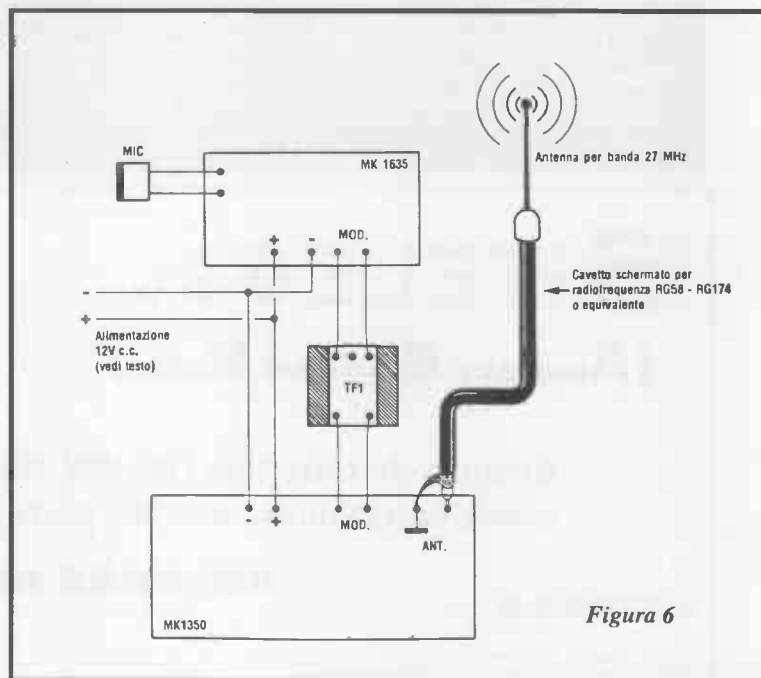 MIC
MK 1635
Antenna per banda 27 MHz
+
-
MOD.
Cavetto schermato per
radiofrequenza RG58 - RG174
o equivalente
-
+
Alimentazione
12V c.c.
(vedi testo)
TF1
-
+
MOD.
ANT.
MK1350
Figura 6